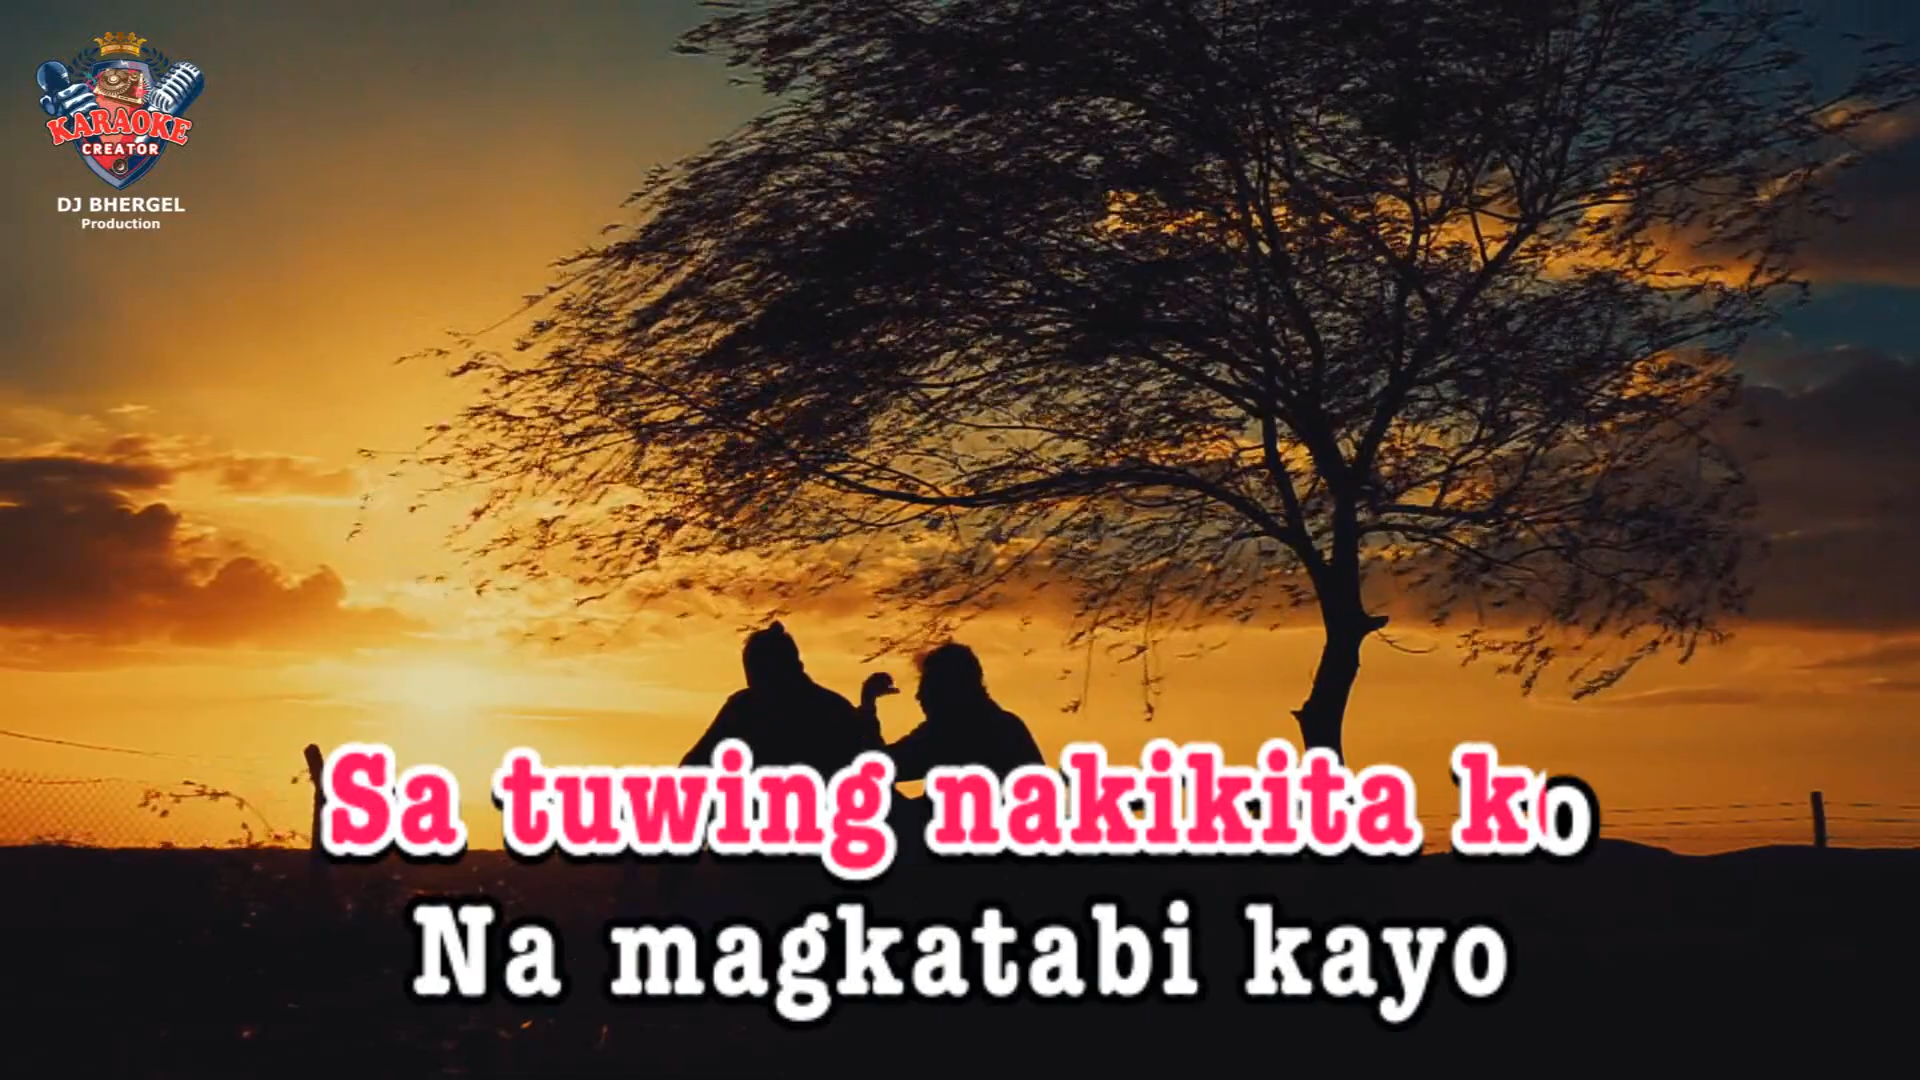 KARAOKE
CREATOR
DJ BHERGEL
Production
Sa tuwing nakikita ko
Na magkatabi kayo